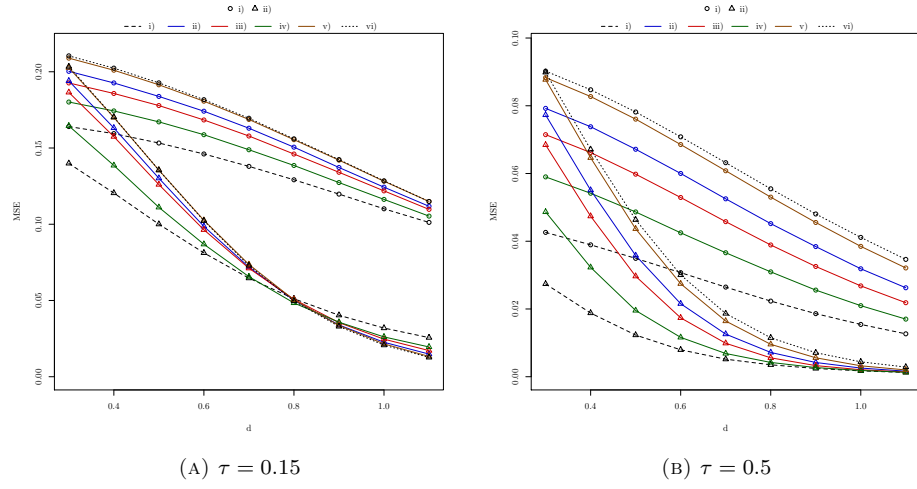 i) ii)
i) ii) iii) iv) v) vi)
MSE
0.00 0.05 0.10 0.15 0.20
0.4 0.6 0.8 1.0
d
(A) τ = 0.15
i) ii)
i) ii) iii) iv) v) vi)
MSE
0.00 0.02 0.04 0.06 0.08 0.10
0.4 0.6 0.8 1.0
d
(B) τ = 0.5